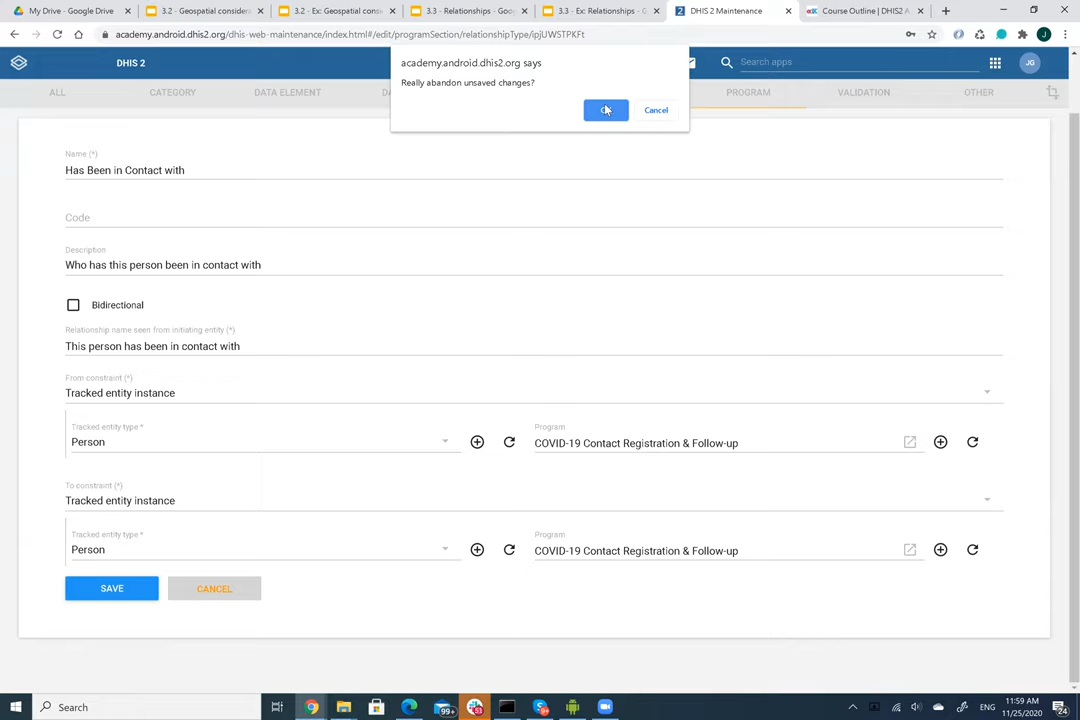 My Drive - Google Drive
3.2 - Geospatial consider
3.2 - Ex: Geospatial consi
3.3 - Relationships - Goog
3.3 - Ex: Relationships - G
DHIS 2 Maintenance
Course Outline | DHIS2 A
academy.android.dhis2.org/dhis-web-maintenance/index.html#/edit/programSection/relationshipType/ipjUWSTPKFt
J
DHIS 2
Search apps
JG
academy.android.dhis2.org says
Really abandon unsaved changes?
Cancel
ALL
CATEGORY
DATA ELEMENT
PROGRAM
VALIDATION
OTHER
Name (*)
Has Been in Contact with
Code
Description
Who has this person been in contact with
Bidirectional
Relationship name seen from initiating entity (*)
This person has been in contact with
From constraint (*)
Tracked entity instance
Tracked entity type *
Program
Person
COVID-19 Contact Registration & Follow-up
To constraint (*)
Tracked entity instance
Tracked entity type *
Program
Person
COVID-19 Contact Registration & Follow-up
SAVE
CANCEL
Search
99+
ENG
11:59 AM
11/25/2020
24